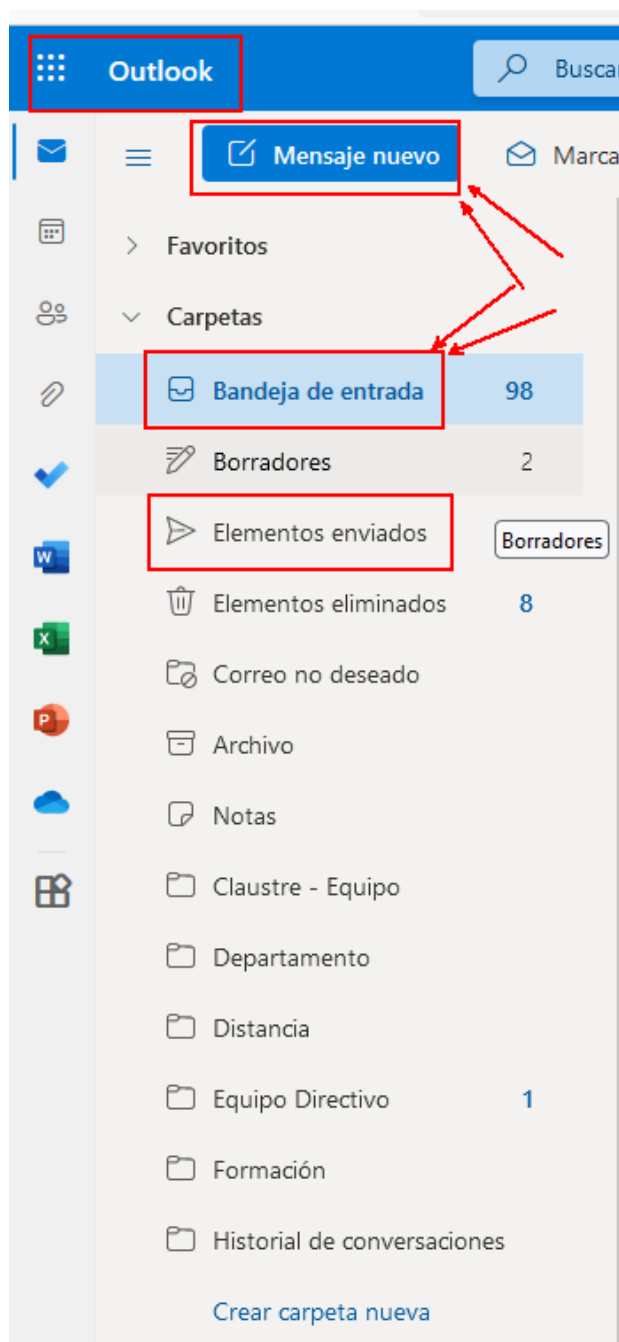 Outlook
Busca
Mensaje nuevo
Marca
Favoritos
Carpetas
Bandeja de entrada 98
Borradores 2
Elementos enviados
Borradores
Elementos eliminados 8
Correo no deseado
Archivo
Notas
Claustre - Equipo
Departamento
Distancia
Equipo Directivo 1
Formación
Historial de conversaciones
Crear carpeta nueva
W
X
P